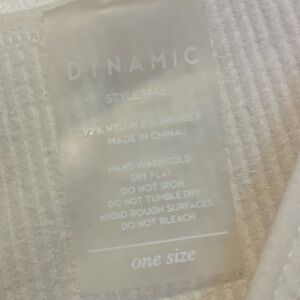 DYNAMIC
STYLE 1446
92% NYLON 8% SPANDEX
MADE IN CHINA
HAND WASH COLD
DRY FLAT
DO NOT IRON
DO NOT TUMBLE DRY
AVOID ROUGH SURFACES
DO NOT BLEACH
one size